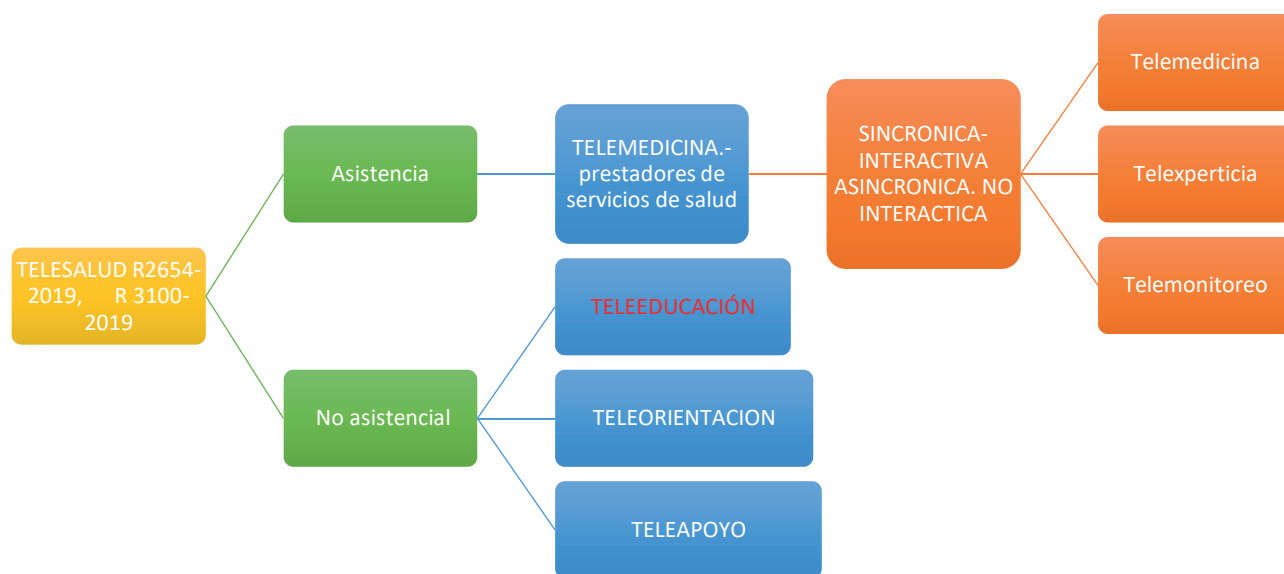 TELESALUD R2654-
2019, R 3100-
2019
Asistencia
No asistencial
TELEMEDICINA.-
prestadores de
servicios de salud
TELEEDUCACIÓN
TELEORIENTACION
TELEAPOYO
SINCRONICA-
INTERACTIVA
ASINCRONICA. NO
INTERACTICA
Telemedicina
Telexperticia
Telemonitoreo